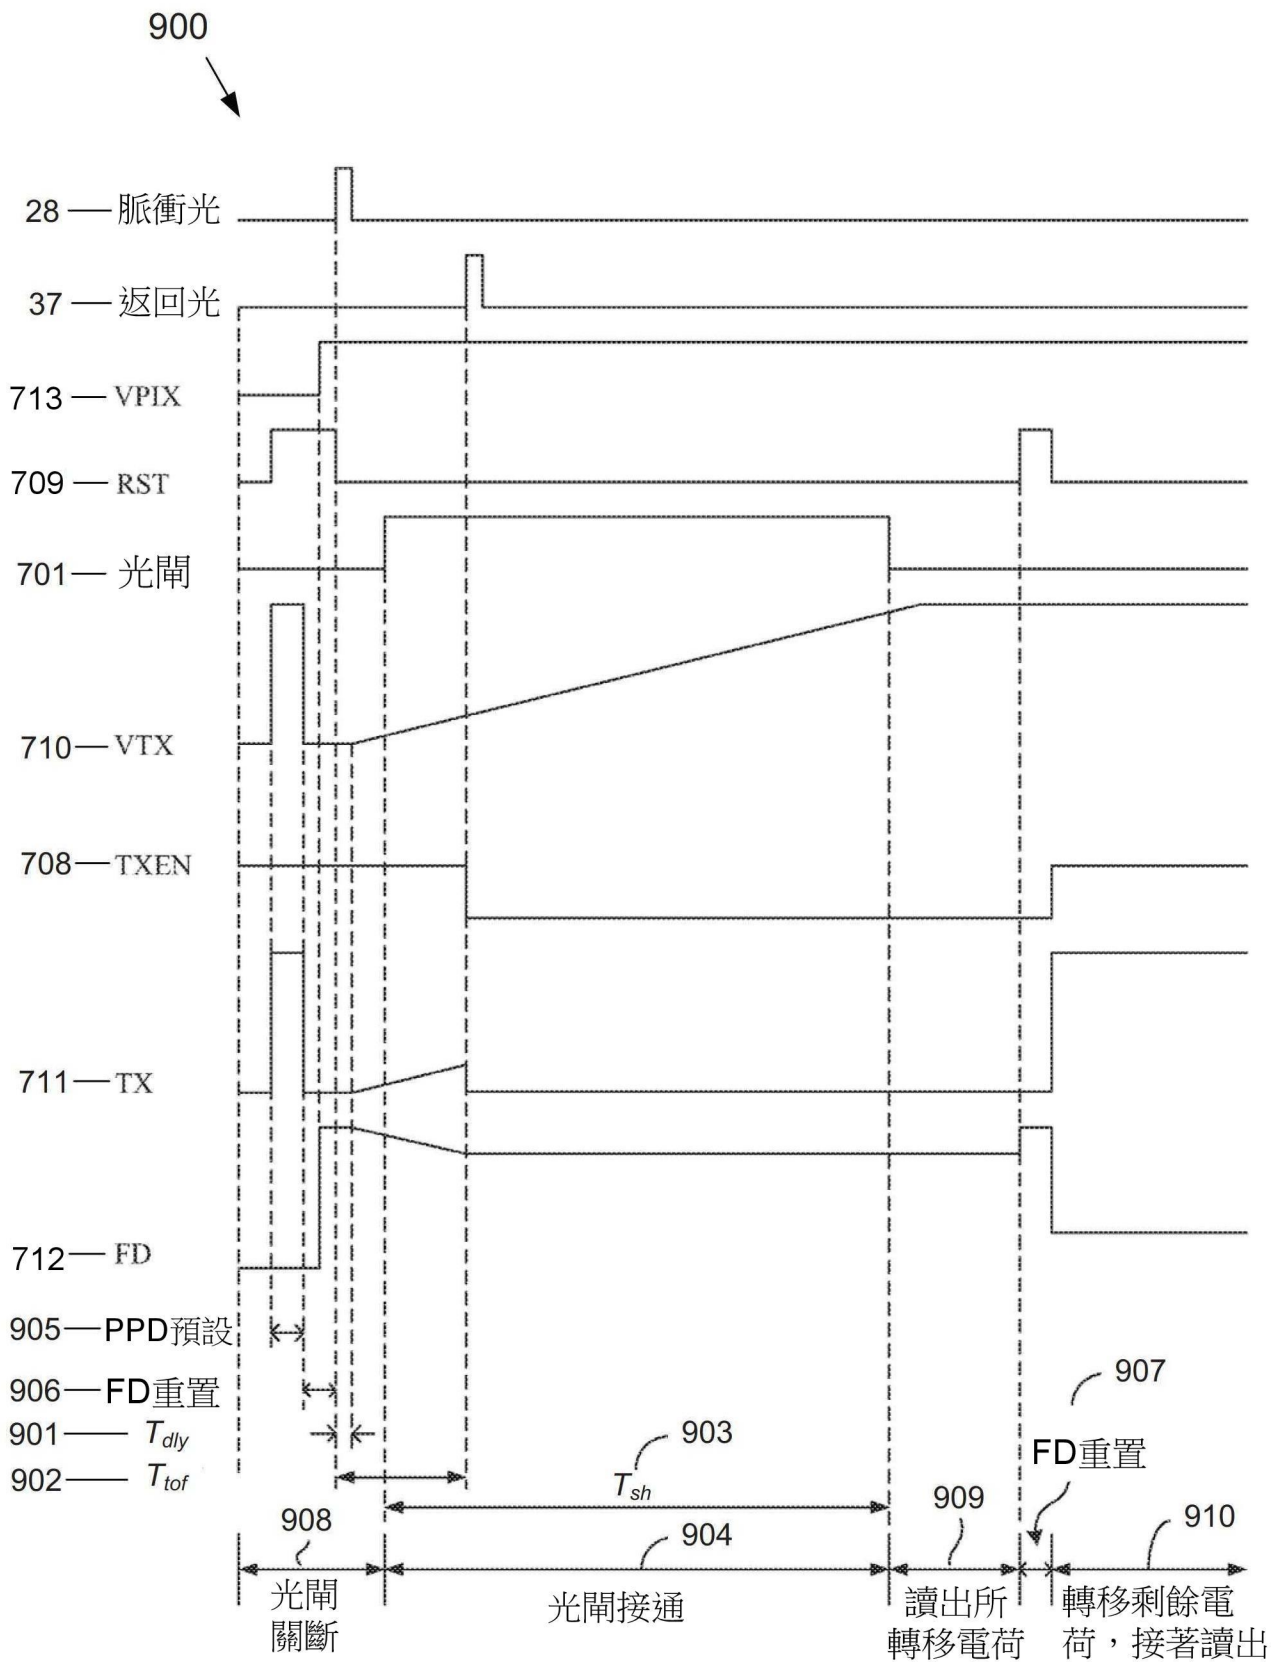 900
28 脈衝光
37 返回光
713 VPIX
709 RST
701 光閘
710 VTX
708 TXEN
711 TX
712 FD
905 PPD預設
906 FD重置
901 Tdly
902 Ttof
903
Tsh
907
FD重置
908
904
909
910
光閘
關斷
光閘接通
讀出所
轉移電荷
轉移剩餘電
荷，接著讀出